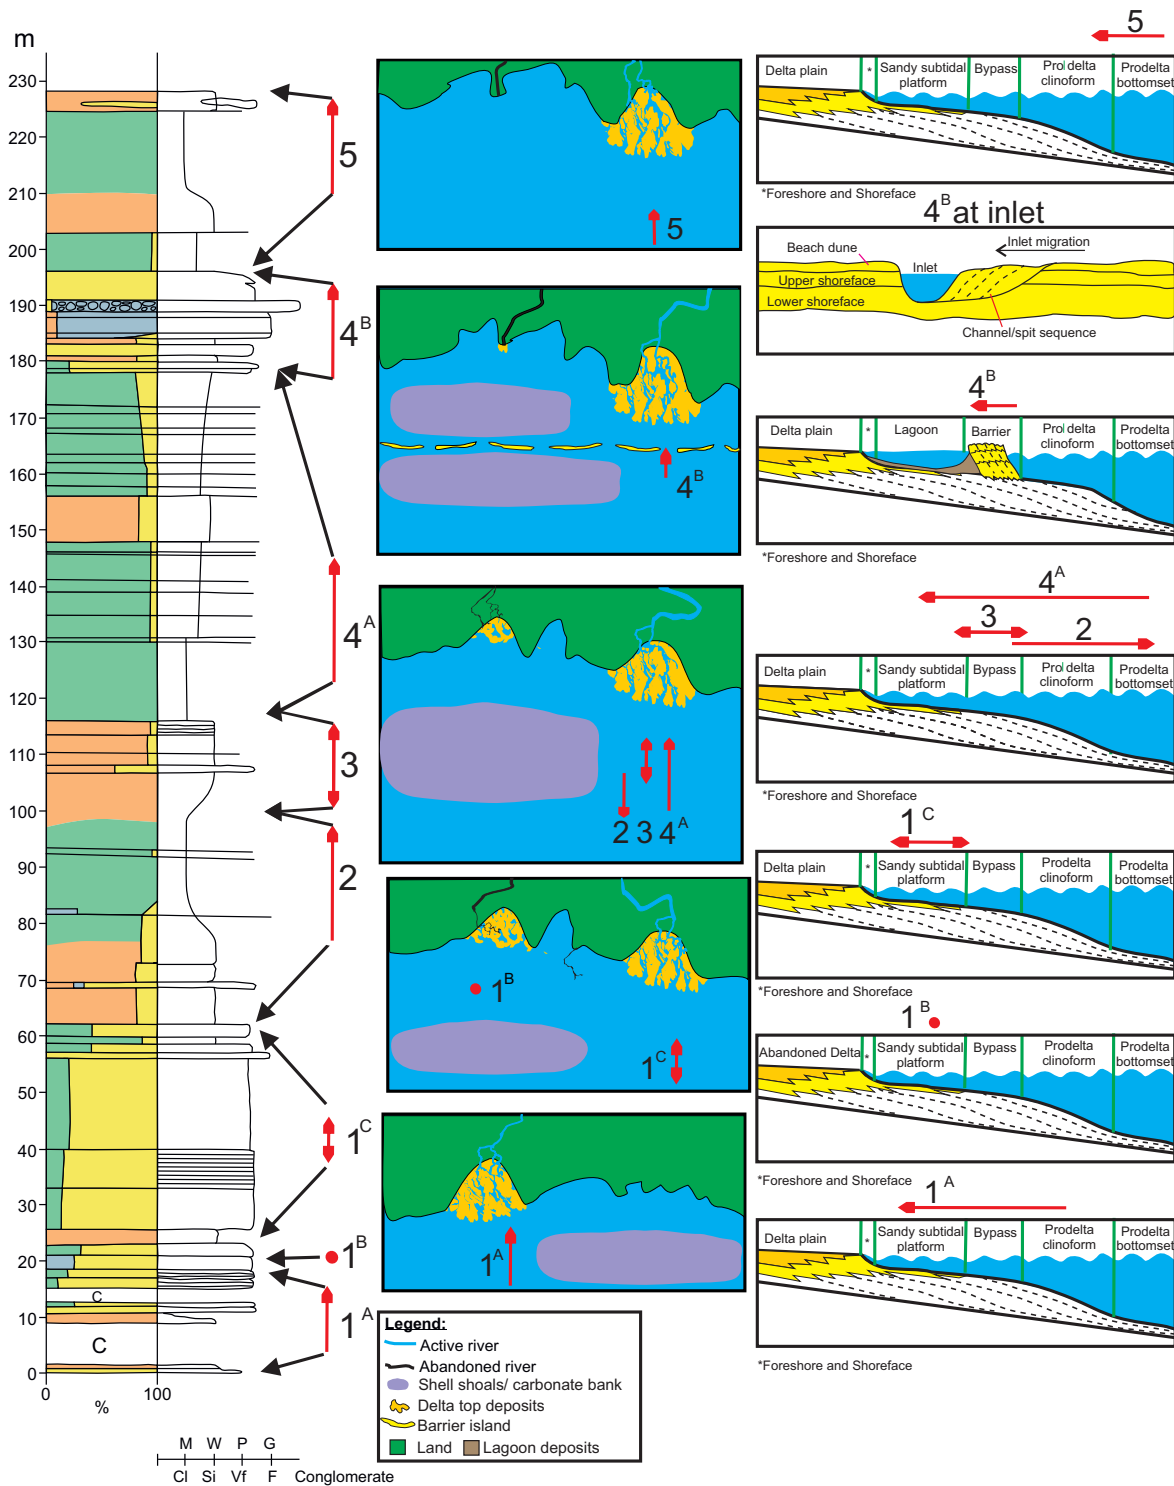 m
230
220
210
200
190
180
170
160
150
140
130
120
110
100
90
80
70
60
50
40
30
20
10
0
C
C
0
100
%
M W P G
Cl Si Vf F Conglomerate
5
4B
4A
3
2
1C
1B
1A
5
4B
2 3 4A
1B
1C
1A
Legend:
Active river
Abandoned river
Shell shoals/ carbonate bank
Delta top deposits
Barrier island
Land
Lagoon deposits
5
Delta plain
*
Sandy subtidal
platform
Bypass
Prodelta
clinoform
Prodelta
bottomset
*Foreshore and Shoreface
4B at inlet
Beach dune
Inlet migration
Inlet
Upper shoreface
Lower shoreface
Channel/spit sequence
4B
Delta plain
*
Lagoon
Barrier
Prodelta
clinoform
Prodelta
bottomset
*Foreshore and Shoreface
4A
3
2
Delta plain
*
Sandy subtidal
platform
Bypass
Prodelta
clinoform
Prodelta
bottomset
*Foreshore and Shoreface
1C
Delta plain
*
Sandy subtidal
platform
Bypass
Prodelta
clinoform
Prodelta
bottomset
*Foreshore and Shoreface
1B
Abandoned Delta
*
Sandy subtidal
platform
Bypass
Prodelta
clinoform
Prodelta
bottomset
*Foreshore and Shoreface
1A
Delta plain
*
Sandy subtidal
platform
Bypass
Prodelta
clinoform
Prodelta
bottomset
*Foreshore and Shoreface